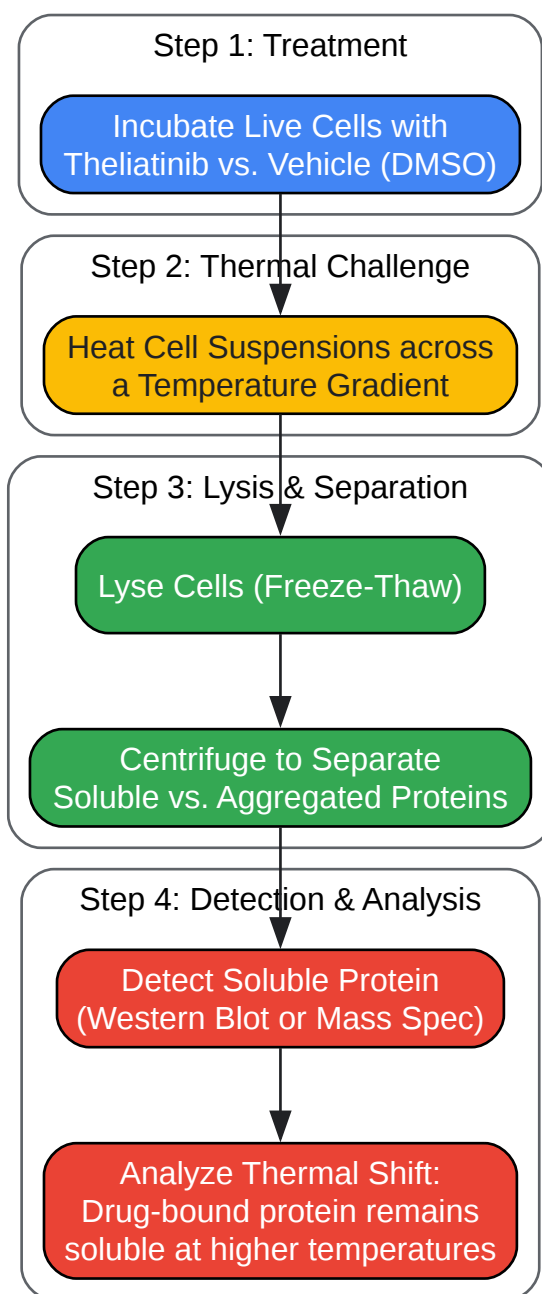 Step 1: Treatment
Incubate Live Cells with
Theliatinib vs. Vehicle (DMSO)
Step 2: Thermal Challenge
Heat Cell Suspensions across
a Temperature Gradient
Step 3: Lysis & Separation
Lyse Cells (Freeze-Thaw)
Centrifuge to Separate
Soluble vs. Aggregated Proteins
Step 4: Detection & Analysis
Detect Soluble Protein
(Western Blot or Mass Spec)
Analyze Thermal Shift:
Drug-bound protein remains
soluble at higher temperatures